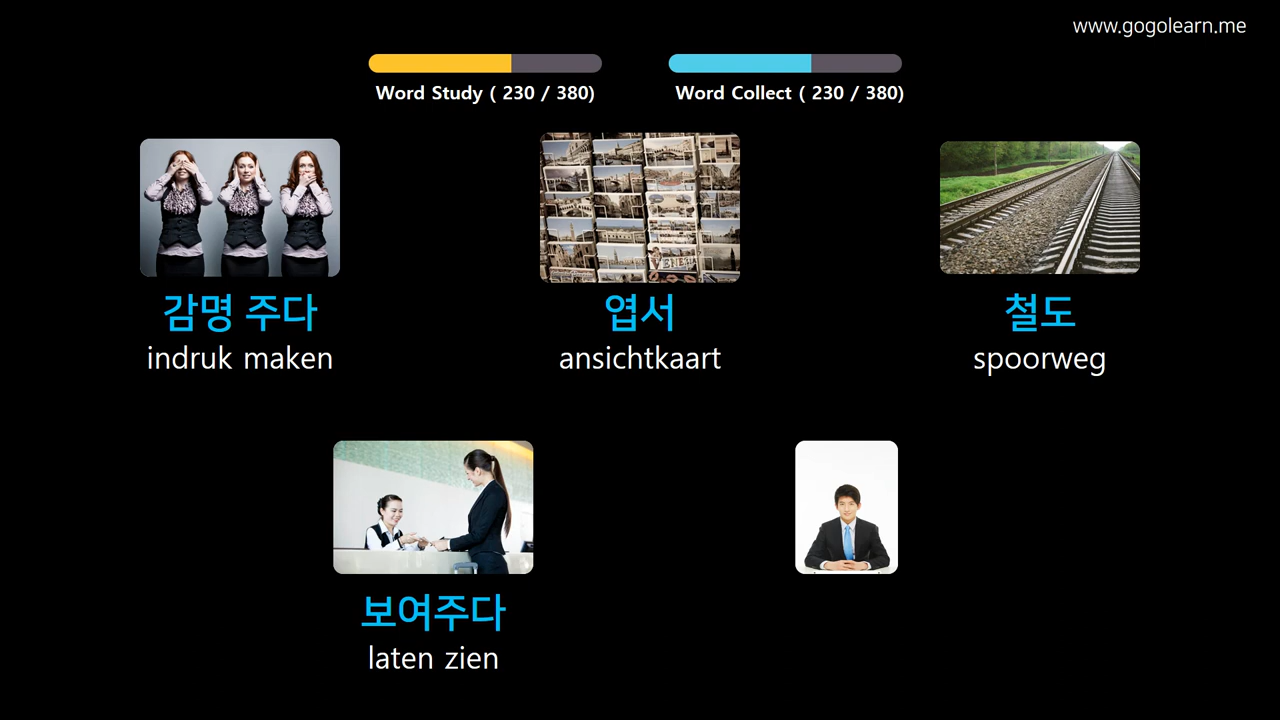 www.gogolearn.me
Word Study ( 230 / 380)
Word Collect ( 230 / 380)
감명 주다
indruk maken
엽서
ansichtkaart
철도
spoorweg
보여주다
laten zien